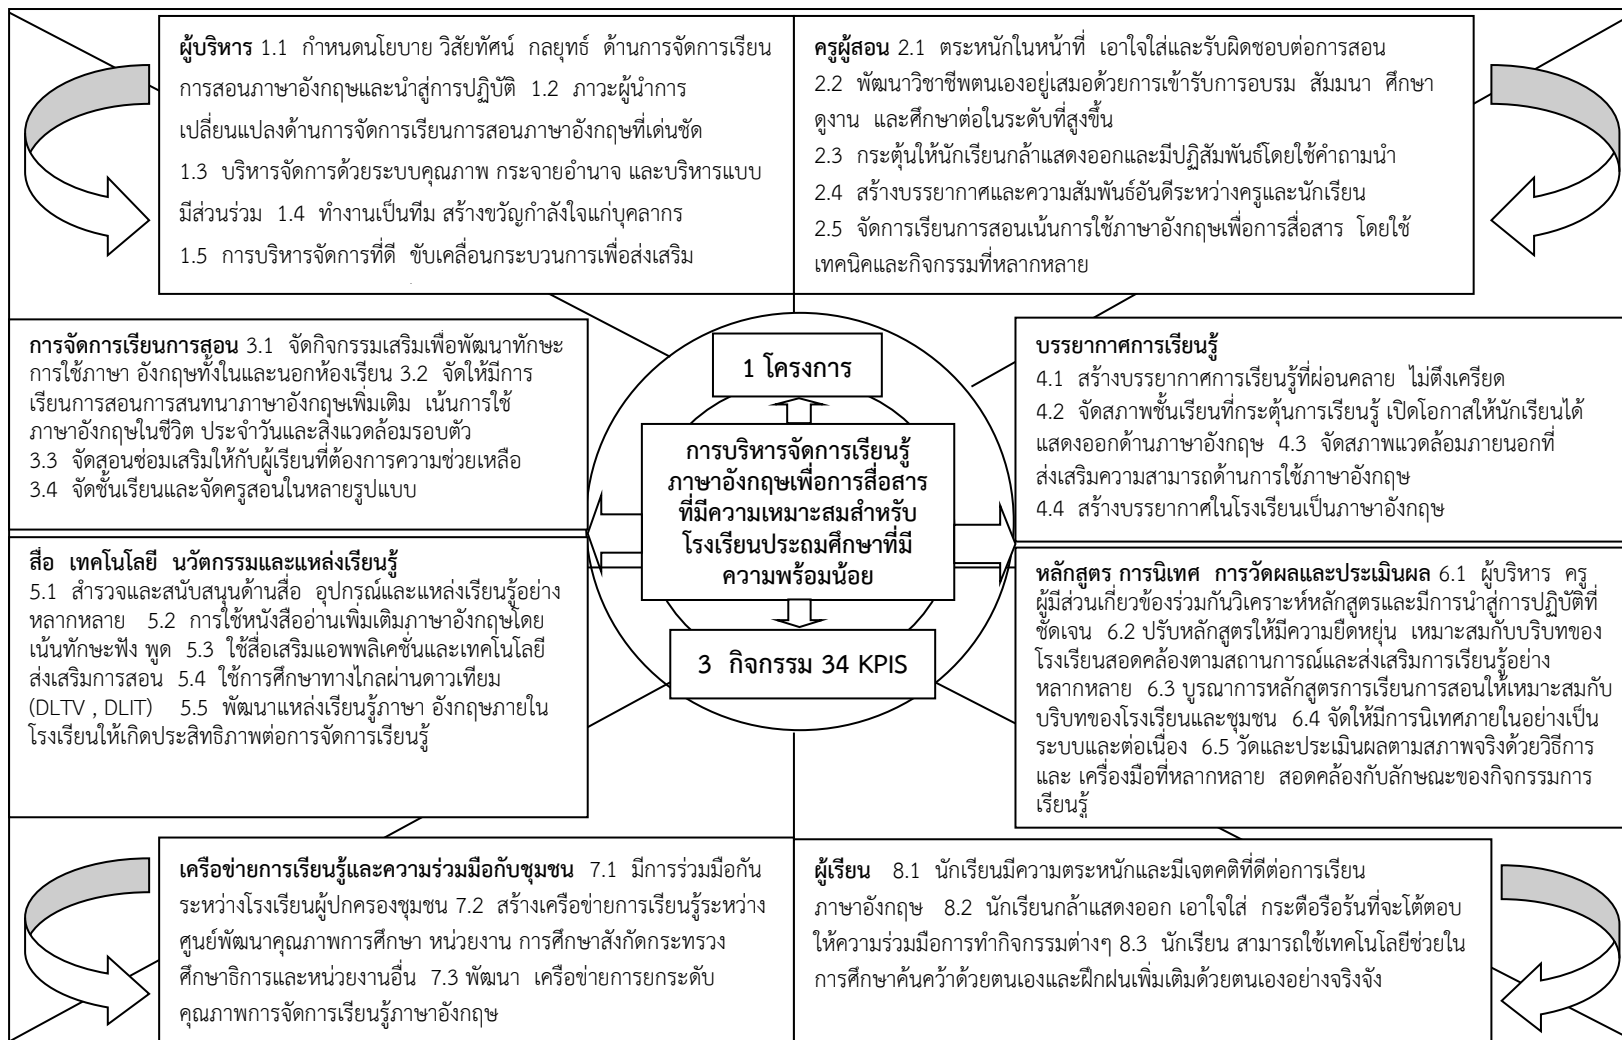 ผู้บริหาร 1.1 กำหนดนโยบาย วิสัยทัศน์ กลยุทธ์ ด้านการจัดการเรียน
การสอนภาษาอังกฤษและนำสู่การปฏิบัติ 1.2 ภาวะผู้นำการ
เปลี่ยนแปลงด้านการจัดการเรียนการสอนภาษาอังกฤษที่เด่นชัด
1.3 บริหารจัดการด้วยระบบคุณภาพ กระจายอำนาจ และบริหารแบบ
มีส่วนร่วม 1.4 ทำงานเป็นทีม สร้างขวัญกำลังใจแก่บุคลากร
1.5 การบริหารจัดการที่ดี ขับเคลื่อนกระบวนการเพื่อส่งเสริม
ครูผู้สอน 2.1 ตระหนักในหน้าที่ เอาใจใส่และรับผิดชอบต่อการสอน
2.2 พัฒนาวิชาชีพตนเองอยู่เสมอด้วยการเข้ารับการอบรม สัมมนา ศึกษา
ดูงาน และศึกษาต่อในระดับที่สูงขึ้น
2.3 กระตุ้นให้นักเรียนกล้าแสดงออกและมีปฏิสัมพันธ์โดยใช้คำถามนำ
2.4 สร้างบรรยากาศและความสัมพันธ์อันดีระหว่างครูและนักเรียน
2.5 จัดการเรียนการสอนเน้นการใช้ภาษาอังกฤษเพื่อการสื่อสาร โดยใช้
เทคนิคและกิจกรรมที่หลากหลาย
การจัดการเรียนการสอน 3.1 จัดกิจกรรมเสริมเพื่อพัฒนาทักษะ
การใช้ภาษา อังกฤษทั้งในและนอกห้องเรียน 3.2 จัดให้มีการ
เรียนการสอนการสนทนาภาษาอังกฤษเพิ่มเติม เน้นการใช้
ภาษาอังกฤษในชีวิต ประจำวันและสิ่งแวดล้อมรอบตัว
3.3 จัดสอนซ่อมเสริมให้กับผู้เรียนที่ต้องการความช่วยเหลือ
3.4 จัดชั้นเรียนและจัดครูสอนในหลายรูปแบบ
1 โครงการ
การบริหารจัดการเรียนรู้
ภาษาอังกฤษเพื่อการสื่อสาร
ที่มีความเหมาะสมสำหรับ
โรงเรียนประถมศึกษาที่มี
ความพร้อมน้อย
3 กิจกรรม 34 KPIS
บรรยากาศการเรียนรู้
4.1 สร้างบรรยากาศการเรียนรู้ที่ผ่อนคลาย ไม่ตึงเครียด
4.2 จัดสภาพชั้นเรียนที่กระตุ้นการเรียนรู้ เปิดโอกาสให้นักเรียนได้
แสดงออกด้านภาษาอังกฤษ 4.3 จัดสภาพแวดล้อมภายนอกที่
ส่งเสริมความสามารถด้านการใช้ภาษาอังกฤษ
4.4 สร้างบรรยากาศในโรงเรียนเป็นภาษาอังกฤษ
สื่อ เทคโนโลยี นวัตกรรมและแหล่งเรียนรู้
5.1 สำรวจและสนับสนุนด้านสื่อ อุปกรณ์และแหล่งเรียนรู้อย่าง
หลากหลาย 5.2 การใช้หนังสืออ่านเพิ่มเติมภาษาอังกฤษโดย
เน้นทักษะฟัง พูด 5.3 ใช้สื่อเสริมแอพพลิเคชั่นและเทคโนโลยี
ส่งเสริมการสอน 5.4 ใช้การศึกษาทางไกลผ่านดาวเทียม
(DLTV , DLIT) 5.5 พัฒนาแหล่งเรียนรู้ภาษา อังกฤษภายใน
โรงเรียนให้เกิดประสิทธิภาพต่อการจัดการเรียนรู้
หลักสูตร การนิเทศ การวัดผลและประเมินผล 6.1 ผู้บริหาร ครู
ผู้มีส่วนเกี่ยวข้องร่วมกันวิเคราะห์หลักสูตรและมีการนำสู่การปฏิบัติที่
ชัดเจน 6.2 ปรับหลักสูตรให้มีความยืดหยุ่น เหมาะสมกับบริบทของ
โรงเรียนสอดคล้องตามสถานการณ์และส่งเสริมการเรียนรู้อย่าง
หลากหลาย 6.3 บูรณาการหลักสูตรการเรียนการสอนให้เหมาะสมกับ
บริบทของโรงเรียนและชุมชน 6.4 จัดให้มีการนิเทศภายในอย่างเป็น
ระบบและต่อเนื่อง 6.5 วัดและประเมินผลตามสภาพจริงด้วยวิธีการ
และ เครื่องมือที่หลากหลาย สอดคล้องกับลักษณะของกิจกรรมการ
เรียนรู้
เครือข่ายการเรียนรู้และความร่วมมือกับชุมชน 7.1 มีการร่วมมือกัน
ระหว่างโรงเรียนผู้ปกครองชุมชน 7.2 สร้างเครือข่ายการเรียนรู้ระหว่าง
ศูนย์พัฒนาคุณภาพการศึกษา หน่วยงาน การศึกษาสังกัดกระทรวง
ศึกษาธิการและหน่วยงานอื่น 7.3 พัฒนา เครือข่ายการยกระดับ
คุณภาพการจัดการเรียนรู้ภาษาอังกฤษ
ผู้เรียน 8.1 นักเรียนมีความตระหนักและมีเจตคติที่ดีต่อการเรียน
ภาษาอังกฤษ 8.2 นักเรียนกล้าแสดงออก เอาใจใส่ กระตือรือร้นที่จะโต้ตอบ
ให้ความร่วมมือการทำกิจกรรมต่างๆ 8.3 นักเรียน สามารถใช้เทคโนโลยีช่วยใน
การศึกษาค้นคว้าด้วยตนเองและฝึกฝนเพิ่มเติมด้วยตนเองอย่างจริงจัง